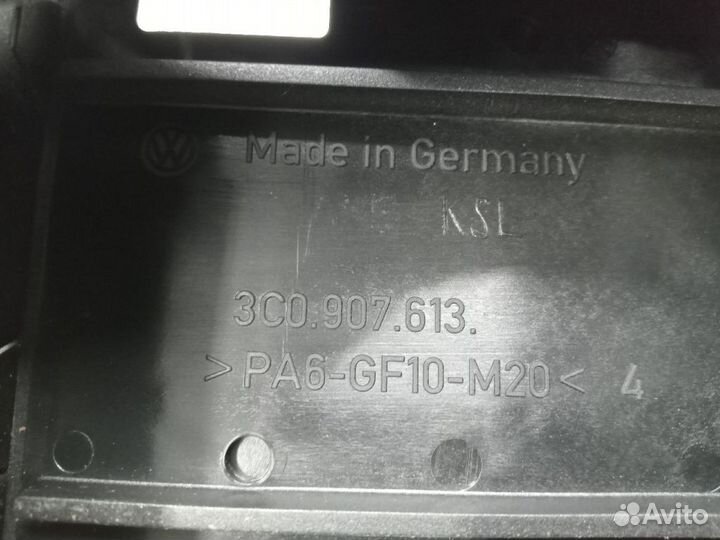 Made in Germany
KSL
3C0.907.613.
>PA6-GF10-M20< 4
Avito